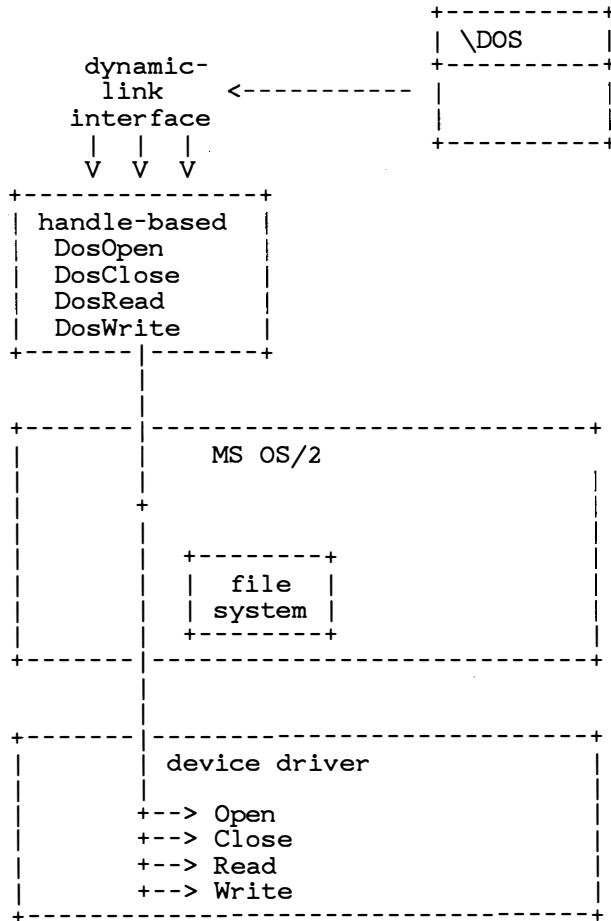 \DOS
dynamic-
link
interface
handle-based
DosOpen
DosClose
DosRead
DosWrite
MS OS/2
file
system
device driver
Open
Close
Read
Write